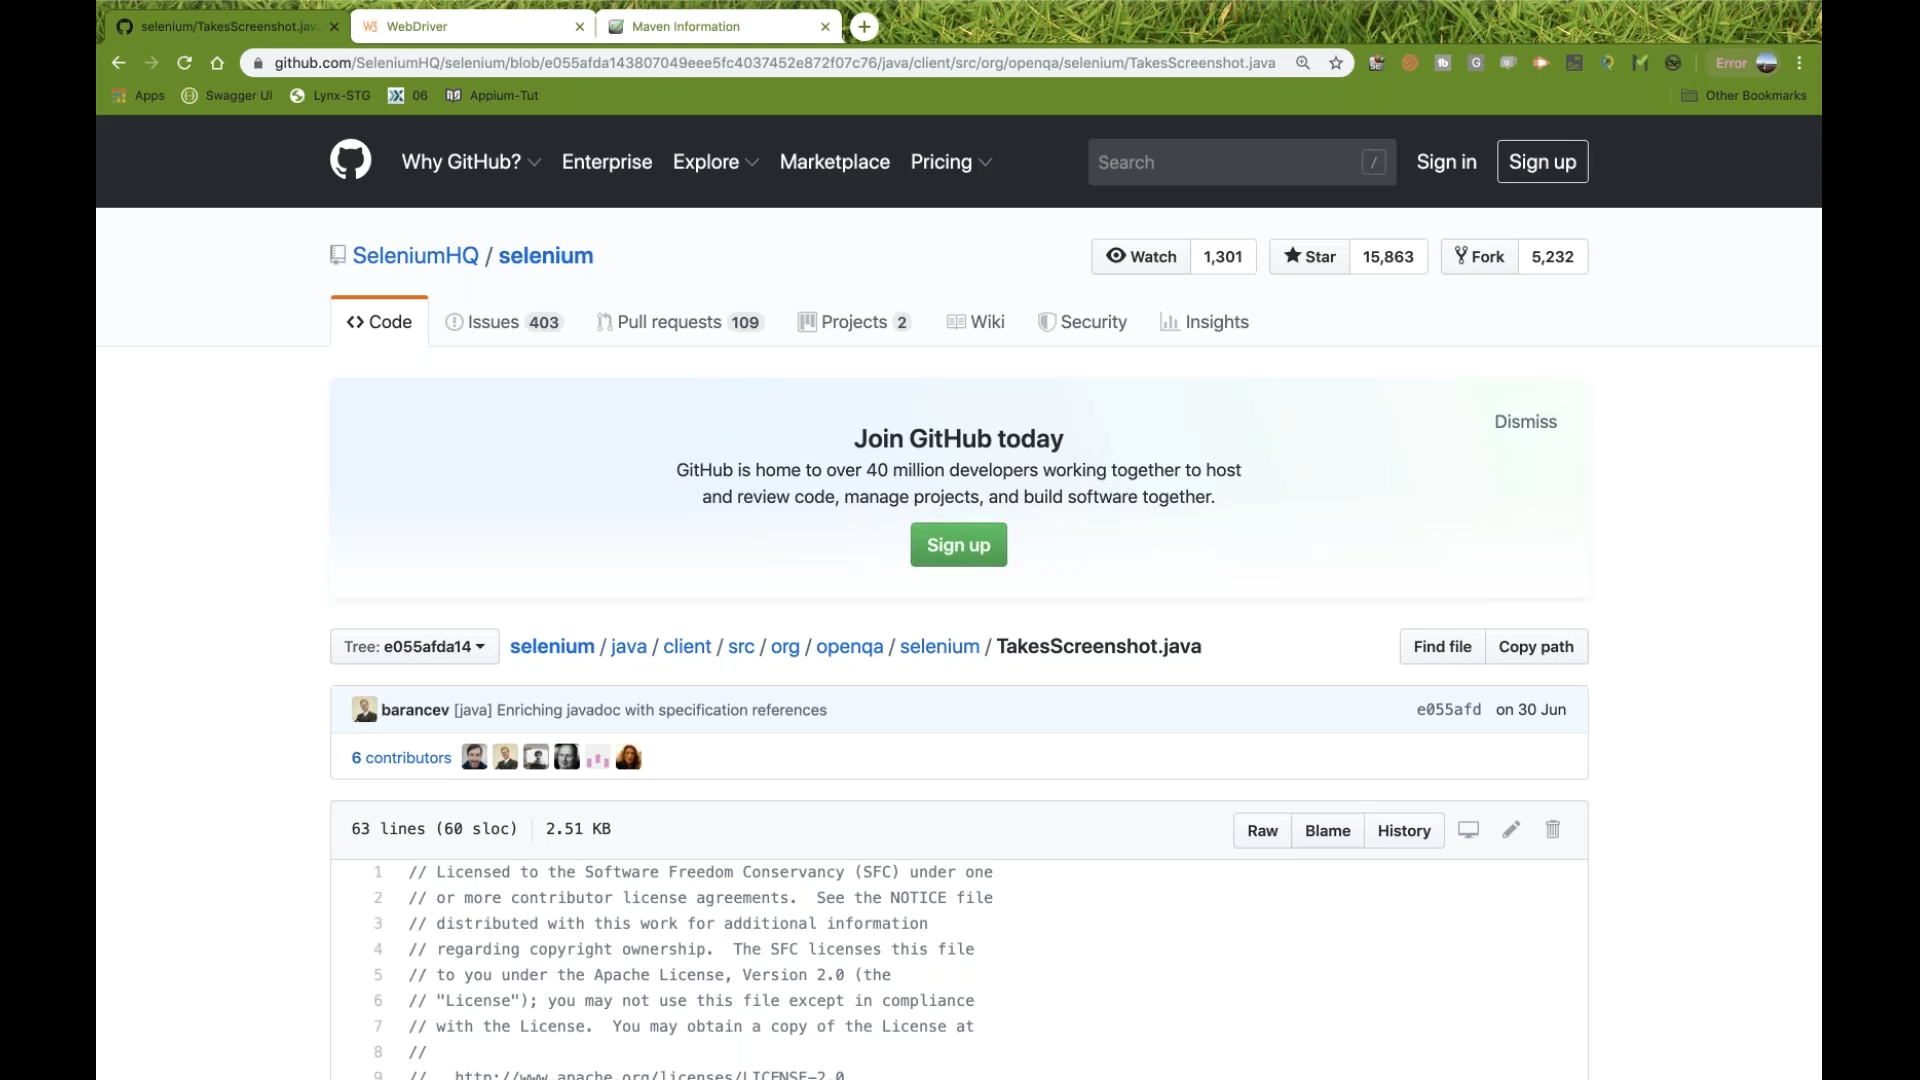 selenium/TakesScreenshot.jav
WebDriver
Maven Information
github.com/SeleniumHQ/selenium/blob/e055afda143807049eee5fc4037452e872f07c76/java/client/src/org/openqa/selenium/TakesScreenshot.java
Error
Apps
Swagger UI
Lynx-STG
06
Appium-Tut
Other Bookmarks
Why GitHub?
Enterprise
Explore
Marketplace
Pricing
Search
/
Sign in
Sign up
SeleniumHQ / selenium
Watch 1,301
Star 15,863
Fork 5,232
Code
Issues 403
Pull requests 109
Projects 2
Wiki
Security
Insights
Dismiss
Join GitHub today
GitHub is home to over 40 million developers working together to host
and review code, manage projects, and build software together.
Sign up
Tree: e055afda14
selenium / java / client / src / org / openqa / selenium / TakesScreenshot.java
Find file
Copy path
barancev [java] Enriching javadoc with specification references
e055afd on 30 Jun
6 contributors
63 lines (60 sloc) 2.51 KB
Raw
Blame
History
1 // Licensed to the Software Freedom Conservancy (SFC) under one
2 // or more contributor license agreements.  See the NOTICE file
3 // distributed with this work for additional information
4 // regarding copyright ownership.  The SFC licenses this file
5 // to you under the Apache License, Version 2.0 (the
6 // "License"); you may not use this file except in compliance
7 // with the License.  You may obtain a copy of the License at
8 //
9 //   http://www.apache.org/licenses/LICENSE-2.0